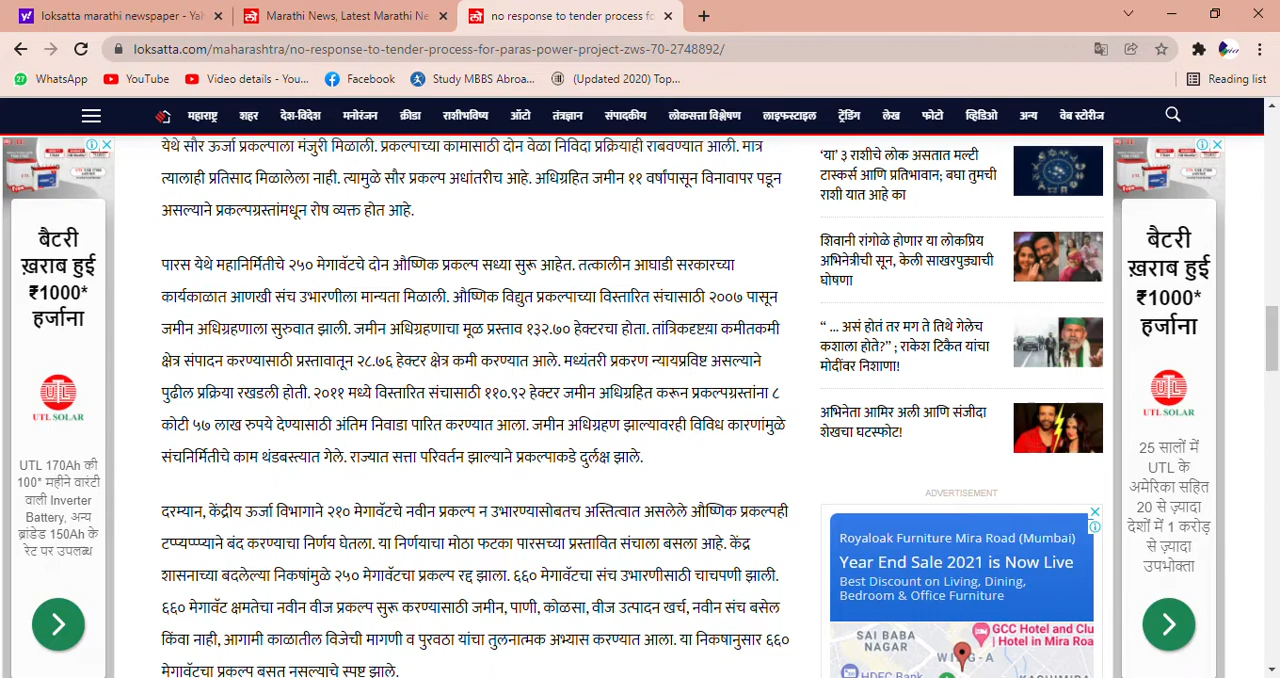 loksatta marathi newspaper - Yah
Marathi News, Latest Marathi Ne
no response to tender process fo
loksatta.com/maharashtra/no-response-to-tender-process-for-paras-power-project-zws-70-2748892/
27 WhatsApp
YouTube
Video details - You...
Facebook
Study MBBS Abroa...
(Updated 2020) Top...
Reading list
महाराष्ट्र शहर देश-विदेश मनोरंजन क्रीडा राशीभविष्य ऑटो तंत्रज्ञान संपादकीय लोकसत्ता विश्लेषण लाइफस्टाइल ट्रेंडिंग लेख फोटो व्हिडिओ अन्य वेब स्टोरीज
येथे सौर ऊर्जा प्रकल्पाला मंजुरी मिळाली. प्रकल्पाच्या कामासाठी दोन वेळा निविदा प्रक्रियाही राबवण्यात आली. मात्र
त्यालाही प्रतिसाद मिळालेला नाही. त्यामुळे सौर प्रकल्प अधांतरीच आहे. अधिग्रहित जमीन ११ वर्षांपासून विनावापर पडून
असल्याने प्रकल्पग्रस्तांमधून रोष व्यक्त होत आहे.
पारस येथे महानिर्मितीचे २५० मेगावॅटचे दोन औष्णिक प्रकल्प सध्या सुरू आहेत. तत्कालीन आघाडी सरकारच्या
कार्यकाळात आणखी संच उभारणीला मान्यता मिळाली. औष्णिक विद्युत प्रकल्पाच्या विस्तारित संचासाठी २००७ पासून
जमीन अधिग्रहणाला सुरुवात झाली. जमीन अधिग्रहणाचा मूळ प्रस्ताव १३२.७० हेक्टरचा होता. तांत्रिकदृष्टय़ा कमीतकमी
क्षेत्र संपादन करण्यासाठी प्रस्तावातून २८.७६ हेक्टर क्षेत्र कमी करण्यात आले. मध्यंतरी प्रकरण न्यायप्रविष्ट असल्याने
पुढील प्रक्रिया रखडली होती. २०११ मध्ये विस्तारित संचासाठी ११०.९२ हेक्टर जमीन अधिग्रहित करून प्रकल्पग्रस्तांना ८
कोटी ५७ लाख रुपये देण्यासाठी अंतिम निवाडा पारित करण्यात आला. जमीन अधिग्रहण झाल्यावरही विविध कारणांमुळे
संचनिर्मितीचे काम थंडबस्त्यात गेले. राज्यात सत्ता परिवर्तन झाल्याने प्रकल्पाकडे दुर्लक्ष झाले.
दरम्यान, केंद्रीय ऊर्जा विभागाने २१० मेगावॅटचे नवीन प्रकल्प न उभारण्यासोबतच अस्तित्वात असलेले औष्णिक प्रकल्पही
टप्प्यप्प्प्याने बंद करण्याचा निर्णय घेतला. या निर्णयाचा मोठा फटका पारसच्या प्रस्तावित संचाला बसला आहे. केंद्र
शासनाच्या बदलेल्या निकषांमुळे २५० मेगावॅटचा प्रकल्प रद्द झाला. ६६० मेगावॅटचा संच उभारणीसाठी चाचपणी झाली.
६६० मेगावॅट क्षमतेचा नवीन वीज प्रकल्प सुरू करण्यासाठी जमीन, पाणी, कोळसा, वीज उत्पादन खर्च, नवीन संच बसेल
किंवा नाही, आगामी काळातील विजेची मागणी व पुरवठा यांचा तुलनात्मक अभ्यास करण्यात आला. या निकषानुसार ६६०
मेगावॅटचा प्रकल्प बसत नसल्याचे स्पष्ट झाले.
‘या’ ३ राशीचे लोक असतात मल्टी
टास्कर्स आणि प्रतिभावान; बघा तुमची
राशी यात आहे का
शिवानी रांगोळे होणार या लोकप्रिय
अभिनेत्रीची सून, केली साखरपुड्याची
घोषणा
“ ... असं होतं तर मग ते तिथे गेलेच
कशाला होते?” ; राकेश टिकैत यांचा
मोदींवर निशाणा!
अभिनेता आमिर अली आणि संजीदा
शेखचा घटस्फोट!
ADVERTISEMENT
Royaloak Furniture Mira Road (Mumbai)
Year End Sale 2021 is Now Live
Best Discount on Living, Dining,
Bedroom & Office Furniture
SAI BABA
NAGAR
GCC Hotel and Clu
Hotel in Mira Roa
WING-A
HDFC Bank
बैटरी
ख़राब हुई
₹1000*
हर्जाना
UTL SOLAR
UTL 170Ah की
100* महीने वारंटी
वाली Inverter
Battery, अन्य
ब्रांडेड 150Ah के
रेट पर उपलब्ध
बैटरी
ख़राब हुई
₹1000*
हर्जाना
UTL SOLAR
25 सालों में
UTL के
अमेरिका सहित
20 से ज़्यादा
देशों में 1 करोड़
से ज़्यादा
उपभोक्ता